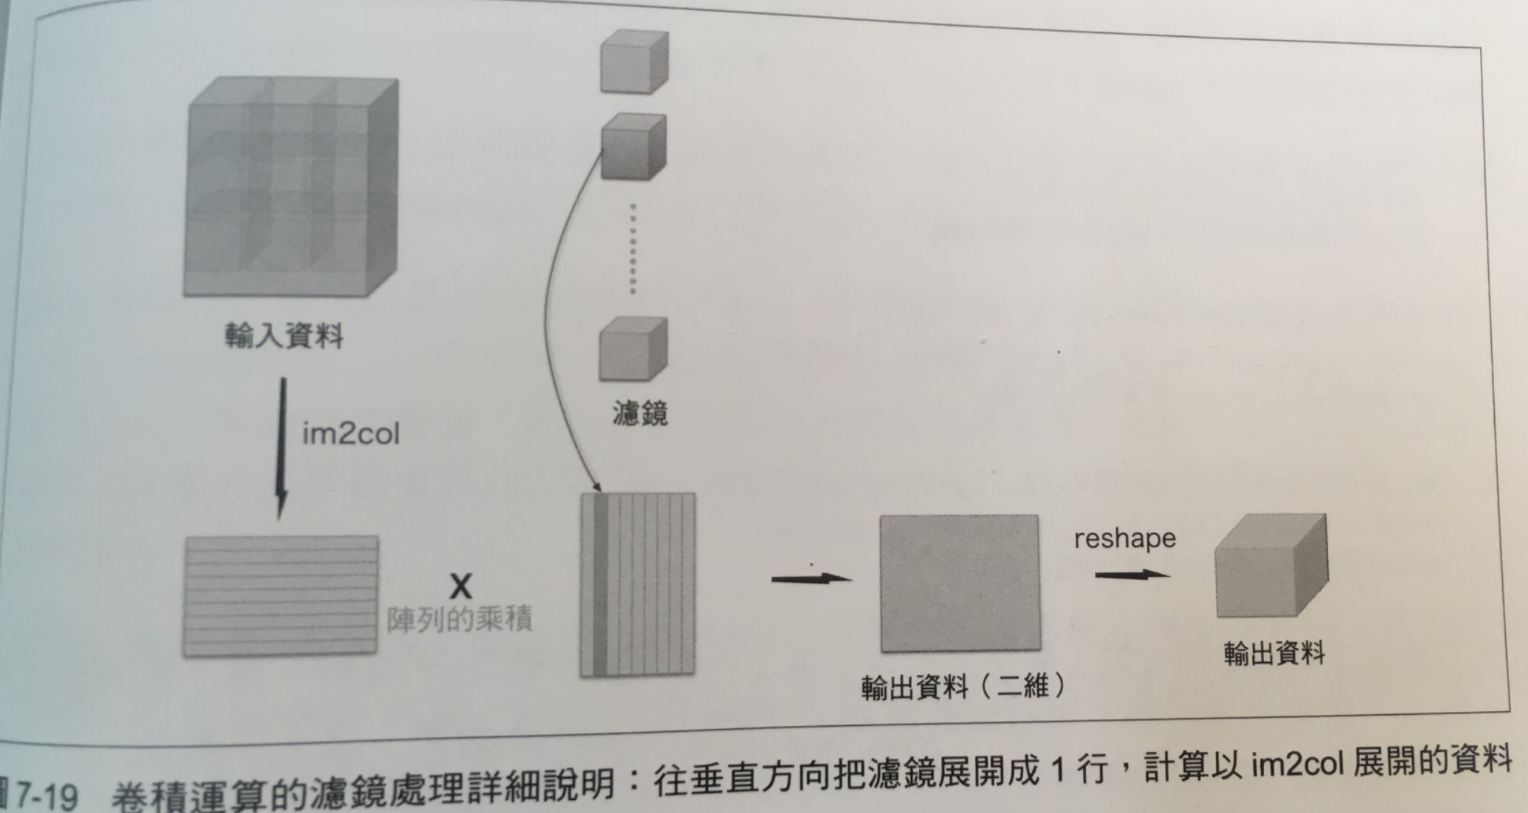 輸入資料
im2col
濾鏡
X
陣列的乘積
輸出資料（二維）
reshape
輸出資料
圖7-19 卷積運算的濾鏡處理詳細說明：往垂直方向把濾鏡展開成 1 行，計算以 im2col 展開的資料